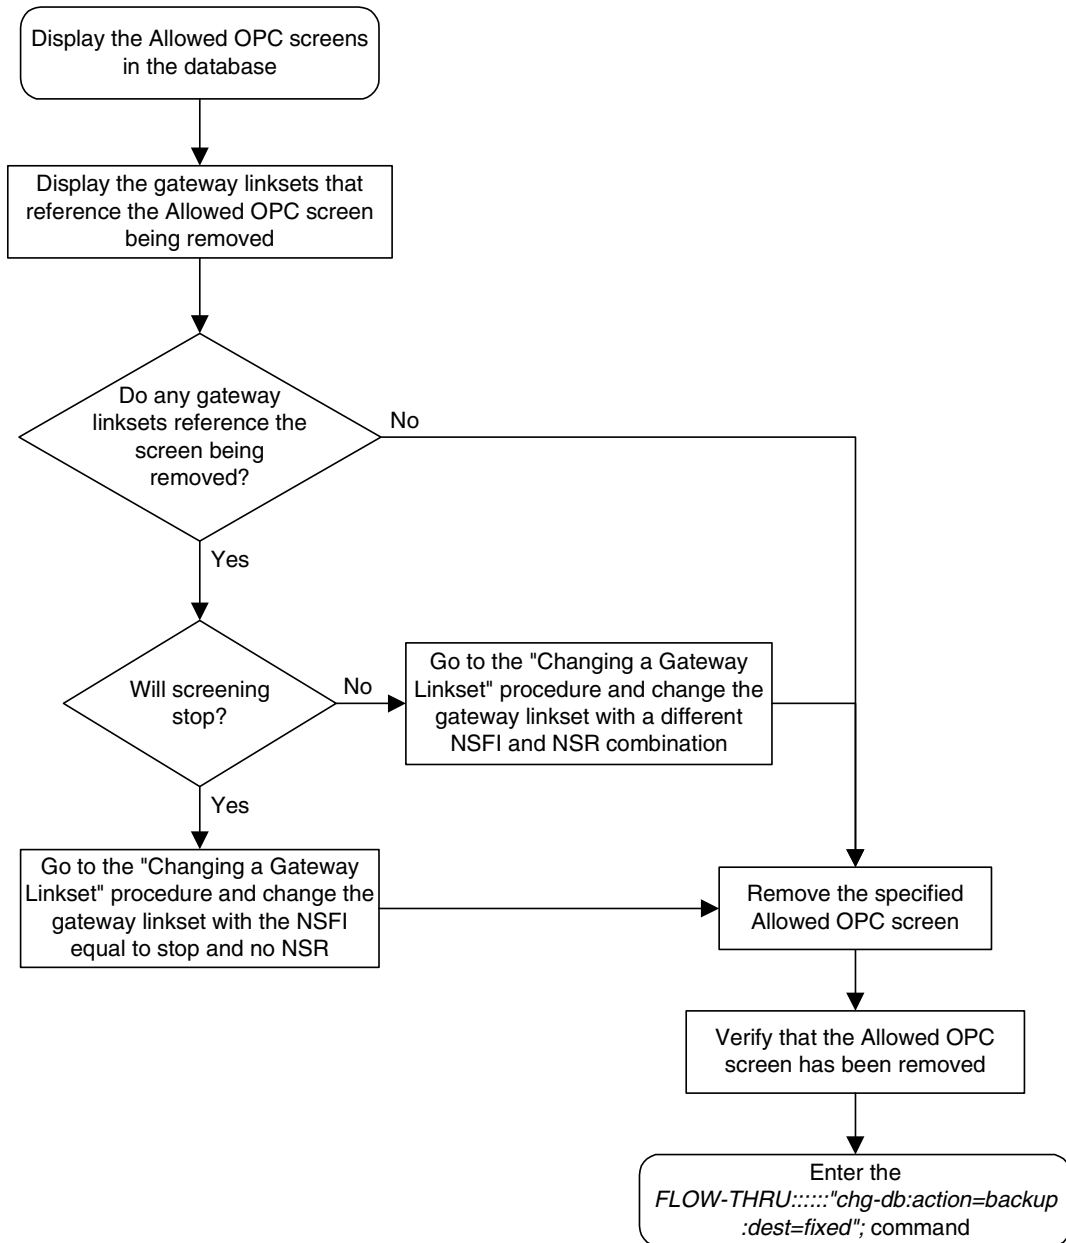 Display the Allowed OPC screens
in the database
Display the gateway linksets that
reference the Allowed OPC screen
being removed
Do any gateway
linksets reference the
screen being
removed?
No
Yes
Will screening
stop?
No
Go to the "Changing a Gateway
Linkset" procedure and change the
gateway linkset with a different
NSFI and NSR combination
Yes
Go to the "Changing a Gateway
Linkset" procedure and change the
gateway linkset with the NSFI
equal to stop and no NSR
Remove the specified
Allowed OPC screen
Verify that the Allowed OPC
screen has been removed
Enter the
FLOW-THRU::::::"chg-db:action=backup
:dest=fixed"; command